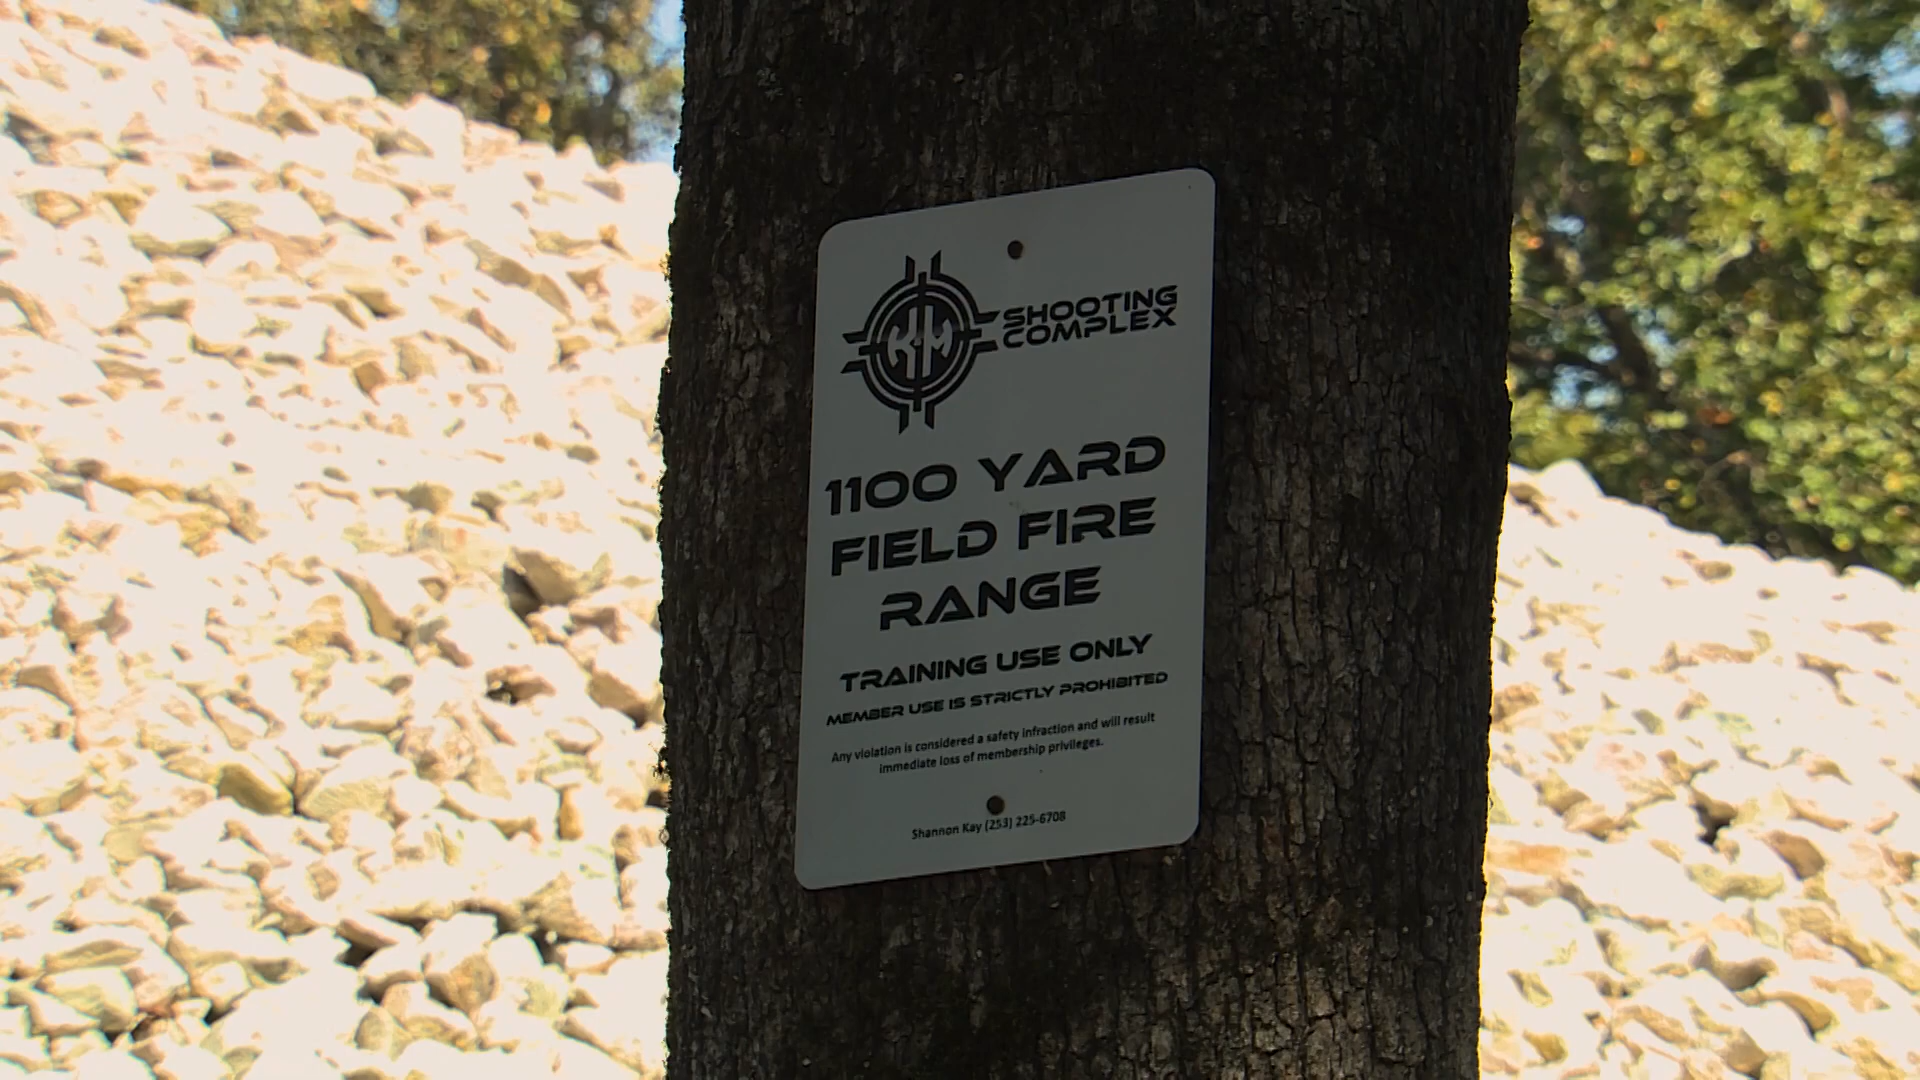 K&M
SHOOTING
COMPLEX
1100 YARD
FIELD FIRE
RANGE
TRAINING USE ONLY
MEMBER USE IS STRICTLY PROHIBITED
Any violation is considered a safety infraction and will result
immediate loss of membership privileges.
Shannon Kay (253) 225-6708